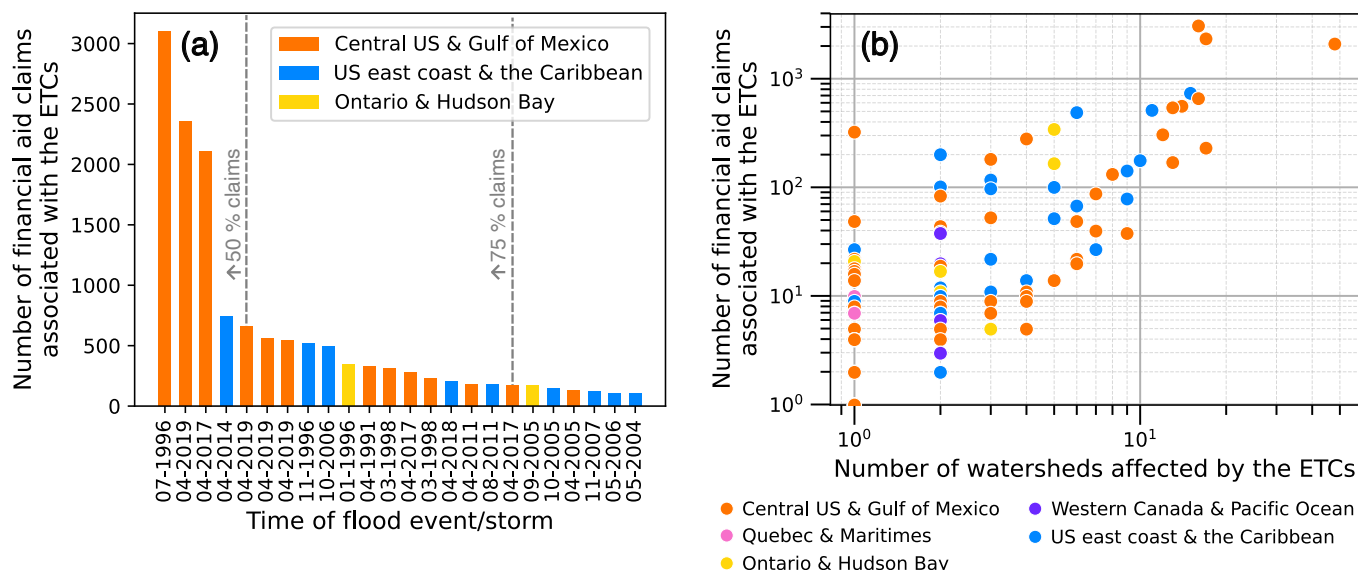 (a)
Number of financial aid claims
associated with the ETCs
3000
2500
2000
1500
1000
500
0
Central US & Gulf of Mexico
US east coast & the Caribbean
Ontario & Hudson Bay
↑50 % claims
↑75 % claims
07-1996
04-2019
04-2017
04-2014
04-2019
04-2019
04-2019
11-1996
10-2006
01-1996
04-1991
03-1998
04-2017
03-1998
04-2018
04-2011
08-2011
04-2017
09-2005
10-2005
04-2005
11-2007
05-2006
05-2004
Time of flood event/storm
(b)
Number of financial aid claims
associated with the ETCs
10³
10²
10¹
10⁰
10⁰
10¹
Number of watersheds affected by the ETCs
Central US & Gulf of Mexico
Quebec & Maritimes
Ontario & Hudson Bay
Western Canada & Pacific Ocean
US east coast & the Caribbean